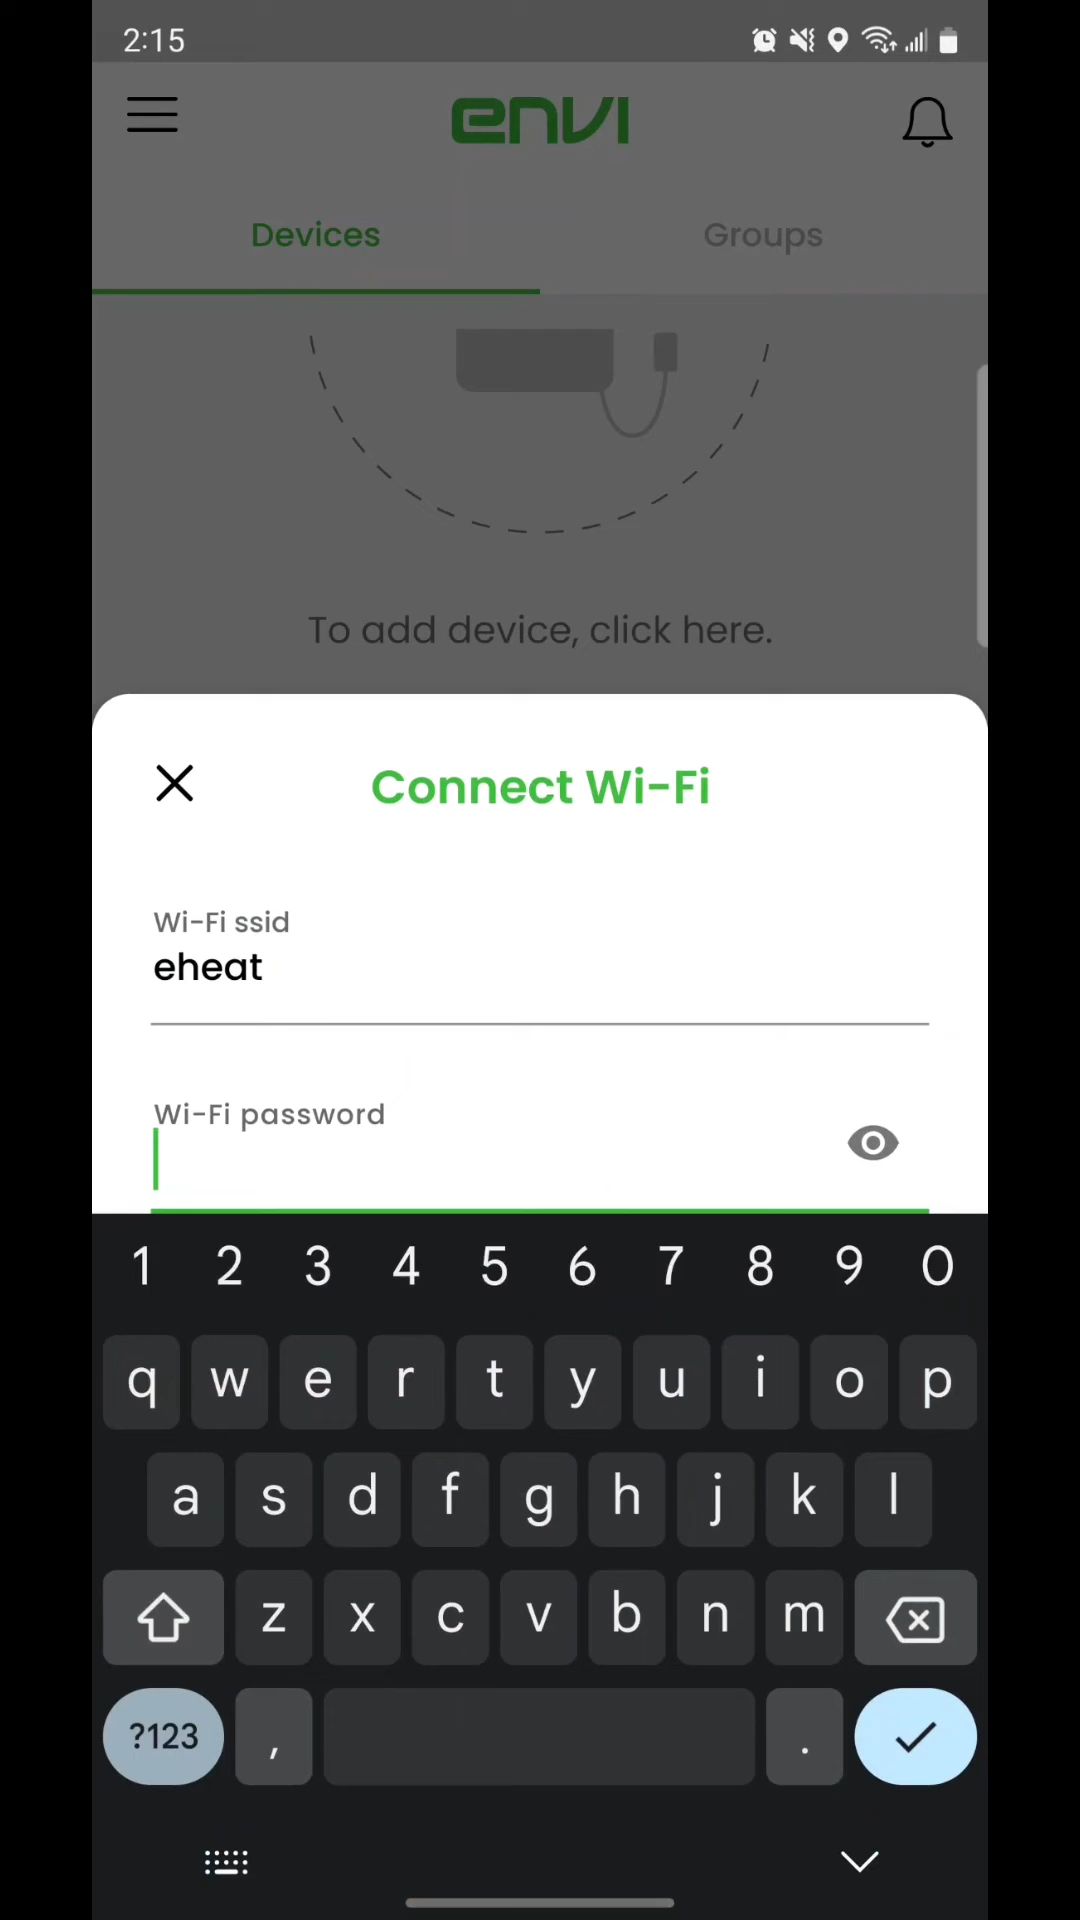 2:15
envi
Devices Groups
To add device, click here.
Connect Wi-Fi
Wi-Fi ssid
eheat
Wi-Fi password
1 2 3 4 5 6 7 8 9 0
q w e r t y u i o p
a s d f g h j k l
z x c v b n m
?123 , .